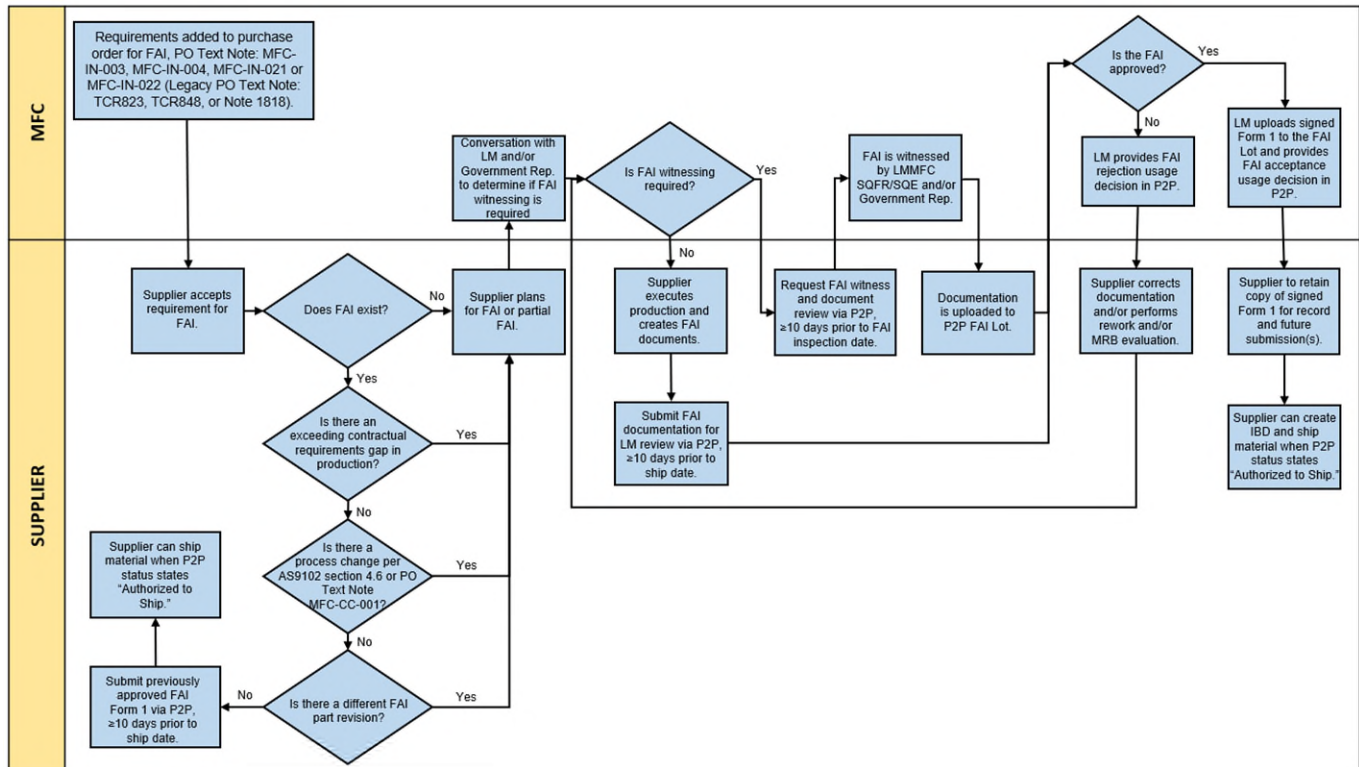 MFC
Requirements added to purchase
order for FAI, PO Text Note: MFC-
IN-003, MFC-IN-004, MFC-IN-021 or
MFC-IN-022 (Legacy PO Text Note:
TCR823, TCR848, or Note 1818).
Conversation with
LM and/or
Government Rep.
to determine if FAI
witnessing is
required
Is FAI witnessing
required?
Yes
No
FAI is witnessed
by LMMFC
SQFR/SQE and/or
Government Rep.
Is the FAI
approved?
Yes
No
LM provides FAI
rejection usage
decision in P2P.
LM uploads signed
Form 1 to the FAI
Lot and provides
FAI acceptance
usage decision in
P2P.
SUPPLIER
Supplier accepts
requirement for
FAI.
Does FAI exist?
No
Yes
Supplier plans
for FAI or partial
FAI.
Supplier
executes
production and
creates FAI
documents.
Request FAI witness
and document
review via P2P,
≥10 days prior to FAI
inspection date.
Documentation
is uploaded to
P2P FAI Lot.
Supplier corrects
documentation
and/or performs
rework and/or
MRB evaluation.
Supplier to retain
copy of signed
Form 1 for record
and future
submission(s).
Is there an
exceeding contractual
requirements gap in
production?
Yes
No
Submit FAI
documentation for
LM review via P2P,
≥10 days prior to
ship date.
Supplier can create
IBD and ship
material when P2P
status states
“Authorized to Ship.”
Is there a
process change per
AS9102 section 4.6 or PO
Text Note
MFC-CC-001?
Yes
No
Supplier can ship
material when P2P
status states
“Authorized to
Ship.”
Is there a different FAI
part revision?
Yes
No
Submit previously
approved FAI
Form 1 via P2P,
≥10 days prior to
ship date.